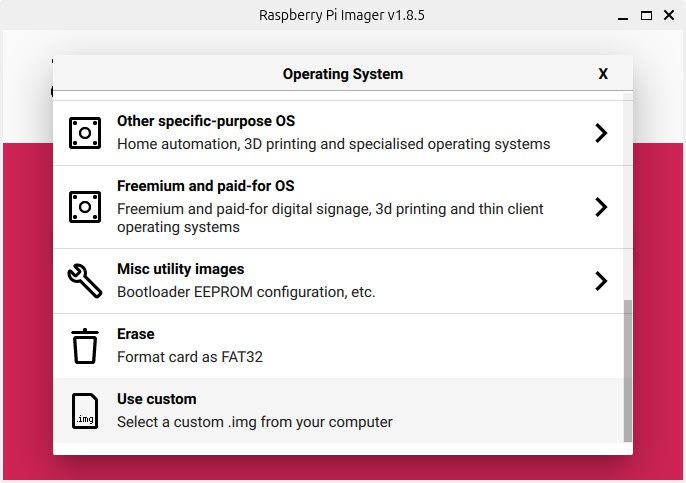 Raspberry Pi Imager v1.8.5
Operating System
X
Other specific-purpose OS
Home automation, 3D printing and specialised operating systems
Freemium and paid-for OS
Freemium and paid-for digital signage, 3d printing and thin client
operating systems
Misc utility images
Bootloader EEPROM configuration, etc.
Erase
Format card as FAT32
.img
Use custom
Select a custom .img from your computer